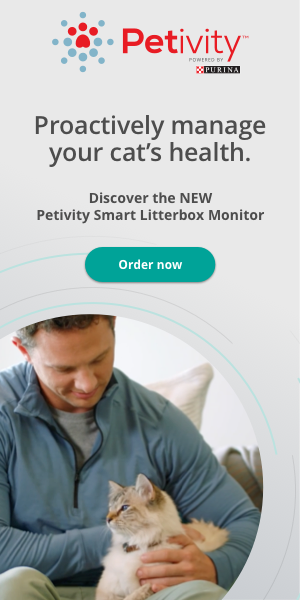 Petivity™
POWERED BY
PURINA
Proactively manage
your cat's health.
Discover the NEW
Petivity Smart Litterbox Monitor
Order now